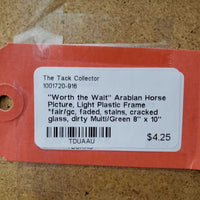 The Tack Collector
1001720-916
"Worth the Wait" Arabian Horse
Picture, Light Plastic Frame
*fair/gc, faded, stains, cracked
glass, dirty Multi/Green 8" x 10"
$4.25
TDUAAU